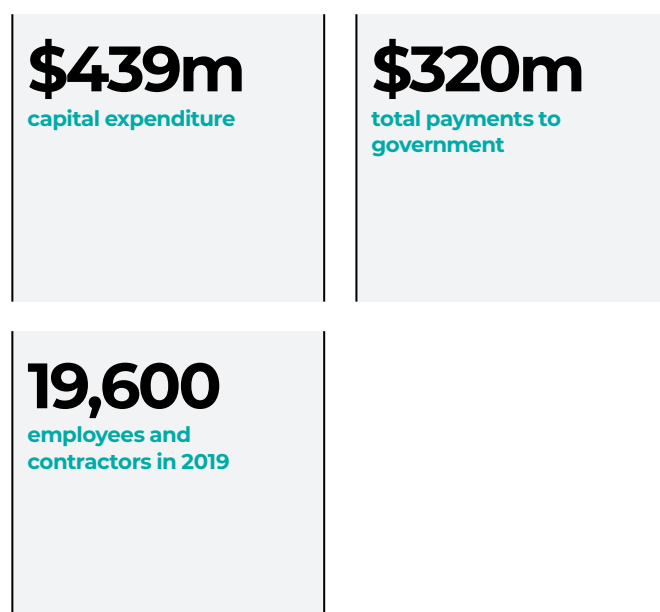 $439m
capital expenditure
$320m
total payments to
government
19,600
employees and
contractors in 2019